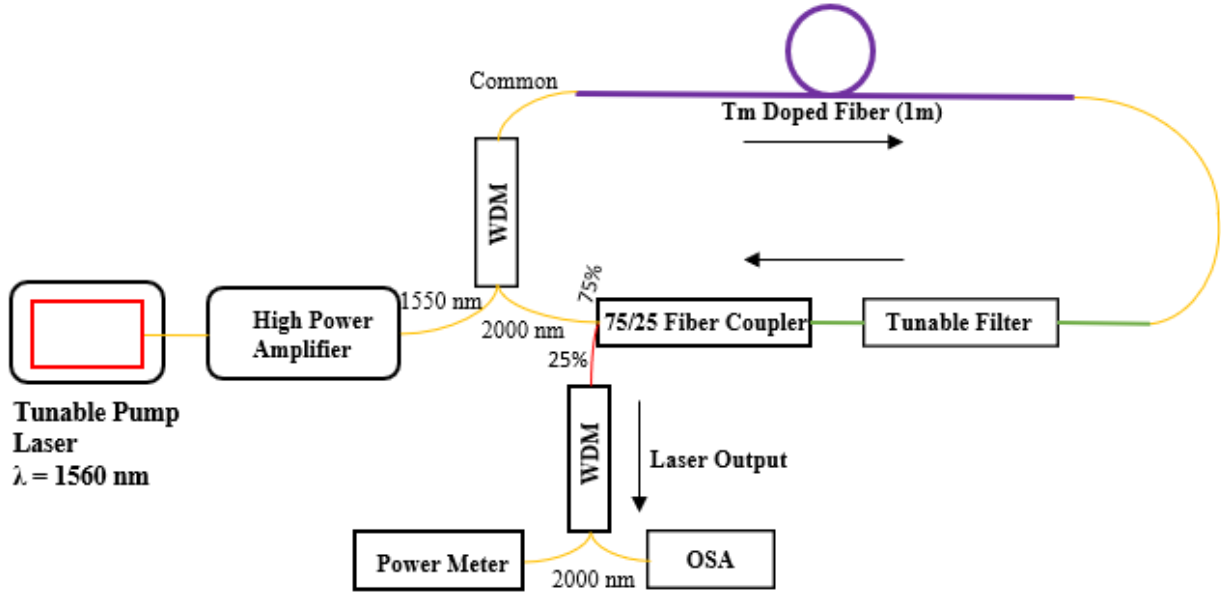 Common
Tm Doped Fiber (1m)
WDM
1550 nm
75%
High Power
Amplifier
2000 nm
75/25 Fiber Coupler
Tunable Filter
25%
Tunable Pump
Laser
λ = 1560 nm
WDM
Laser Output
Power Meter
2000 nm
OSA